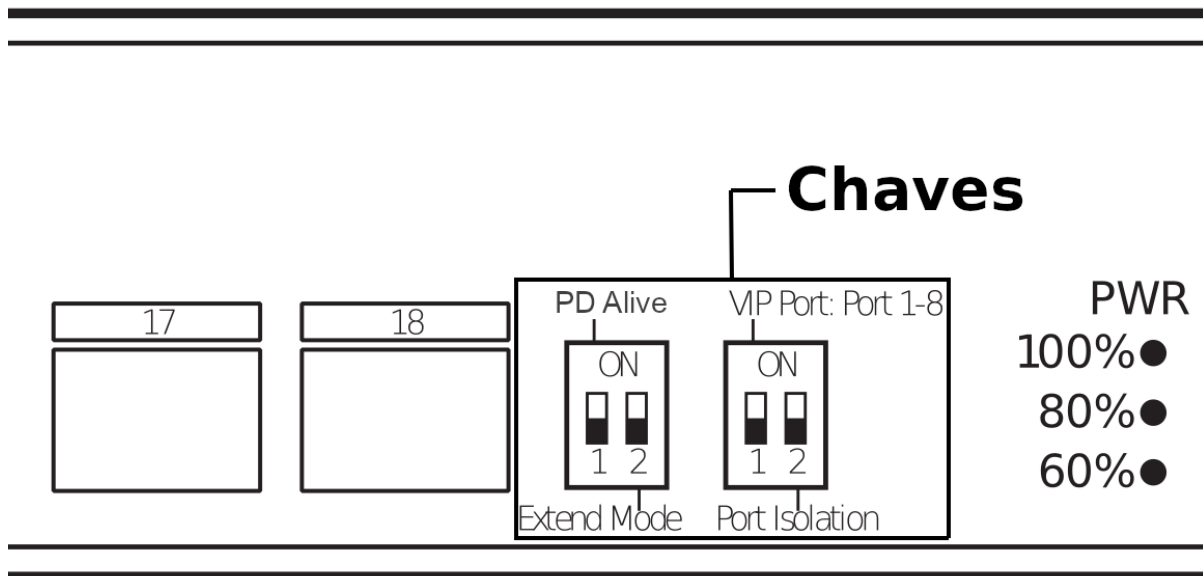 Chaves
17
18
PD Alive
VIP Port: Port 1-8
ON
1 2
Extend Mode
ON
1 2
Port Isolation
PWR
100%
80%
60%